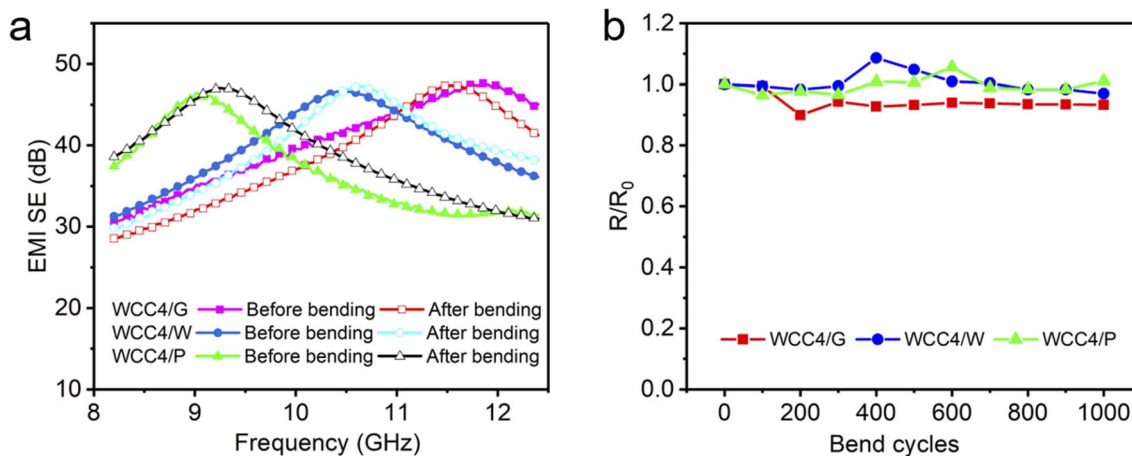 a
EMI SE (dB)
50
40
30
20
10
WCC4/G Before bending After bending
WCC4/W Before bending After bending
WCC4/P Before bending After bending
8 9 10 11 12
Frequency (GHz)
b
R/R0
1.2
1.0
0.8
0.6
0.4
0.2
0.0
WCC4/G WCC4/W WCC4/P
0 200 400 600 800 1000
Bend cycles